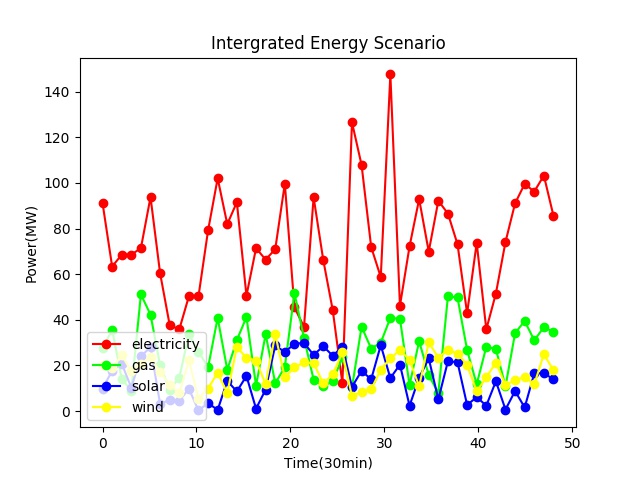 Intergrated Energy Scenario
Power(MW)
140
120
100
80
60
40
20
0
electricity
gas
solar
wind
0 10 20 30 40 50
Time(30min)